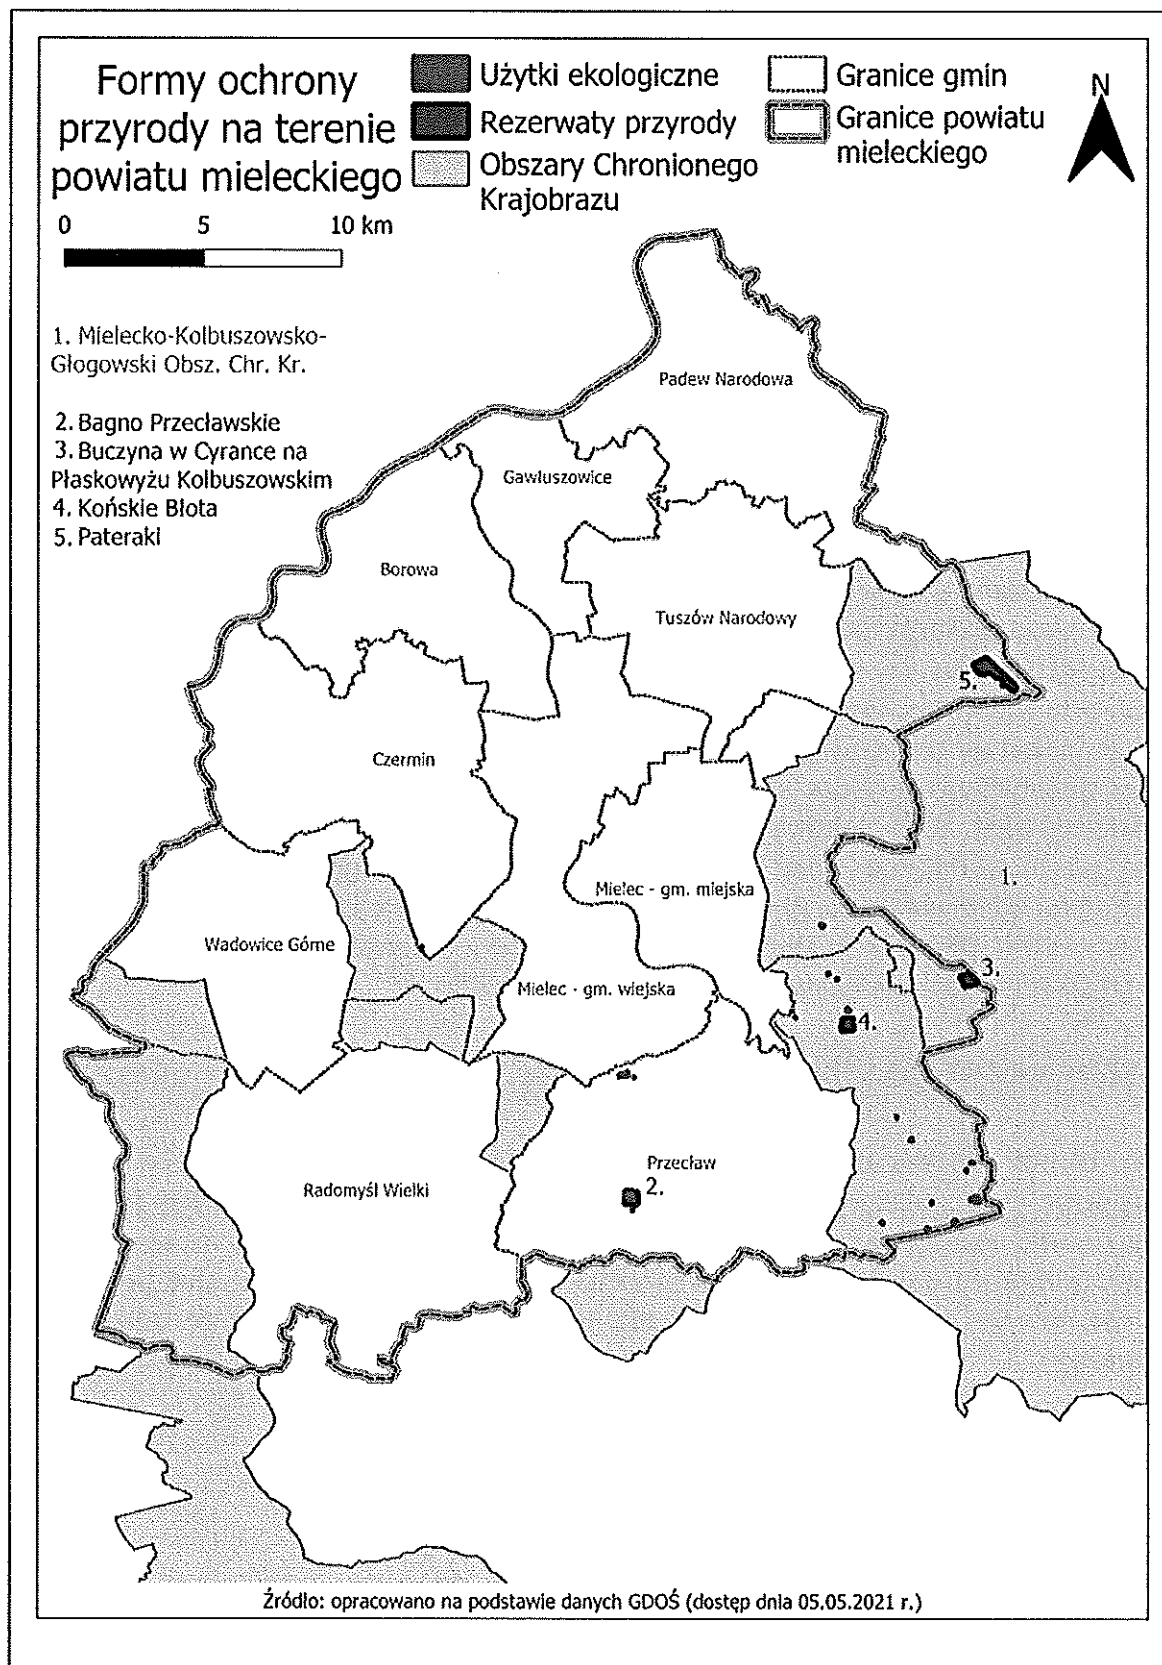 Formy ochrony
przyrody na terenie
powiatu mieleckiego
Użytki ekologiczne
Rezerwaty przyrody
Obszary Chronionego
Krajobrazu
Granice gmin
Granice powiatu
mieleckiego
N
0 5 10 km
1. Mielecko-Kolbuszowsko-
Głogowski Obsz. Chr. Kr.
2. Bagno Przecławskie
3. Buczyna w Cyrance na
Płaskowyżu Kolbuszowskim
4. Końskie Błota
5. Pateraki
Padew Narodowa
Gawłuszowice
Borowa
Tuszów Narodowy
5.
Czermin
1.
Mielec - gm. miejska
Wadowice Górne
3.
Mielec - gm. wiejska
4.
Przecław
Radomyśl Wielki
2.
Źródło: opracowano na podstawie danych GDOŚ (dostęp dnia 05.05.2021 r.)